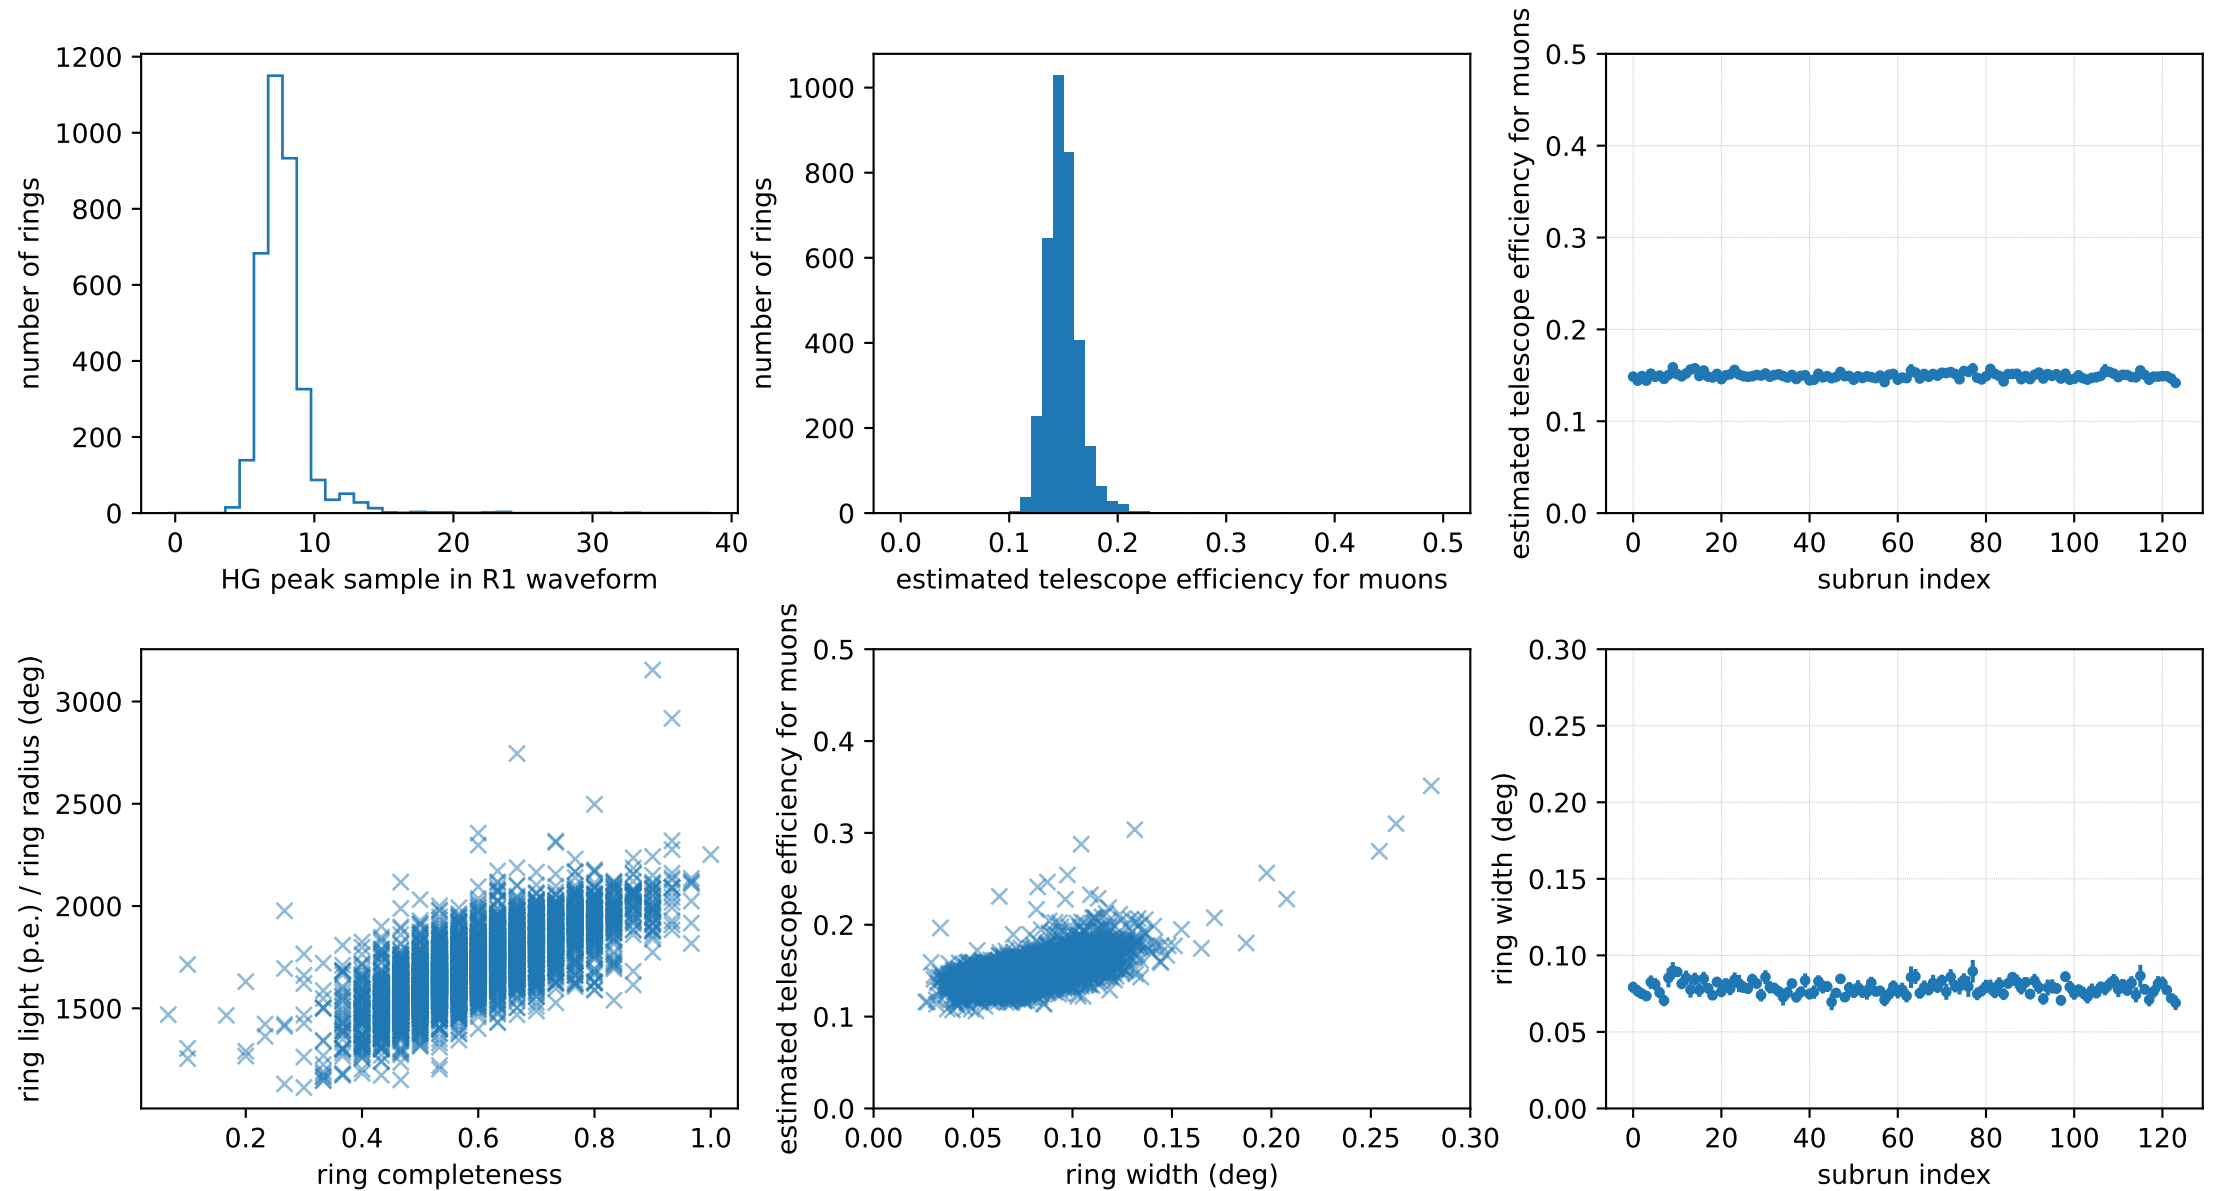 number of rings
1200
1000
800
600
400
200
0
0 10 20 30 40
HG peak sample in R1 waveform
number of rings
1000
800
600
400
200
0
0.0 0.1 0.2 0.3 0.4 0.5
estimated telescope efficiency for muons
estimated telescope efficiency for muons
0.5
0.4
0.3
0.2
0.1
0.0
0 20 40 60 80 100 120
subrun index
ring light (p.e.) / ring radius (deg)
3000
2500
2000
1500
0.2 0.4 0.6 0.8 1.0
ring completeness
estimated telescope efficiency for muons
0.5
0.4
0.3
0.2
0.1
0.0
0.00 0.05 0.10 0.15 0.20 0.25 0.30
ring width (deg)
ring width (deg)
0.30
0.25
0.20
0.15
0.10
0.05
0.00
0 20 40 60 80 100 120
subrun index